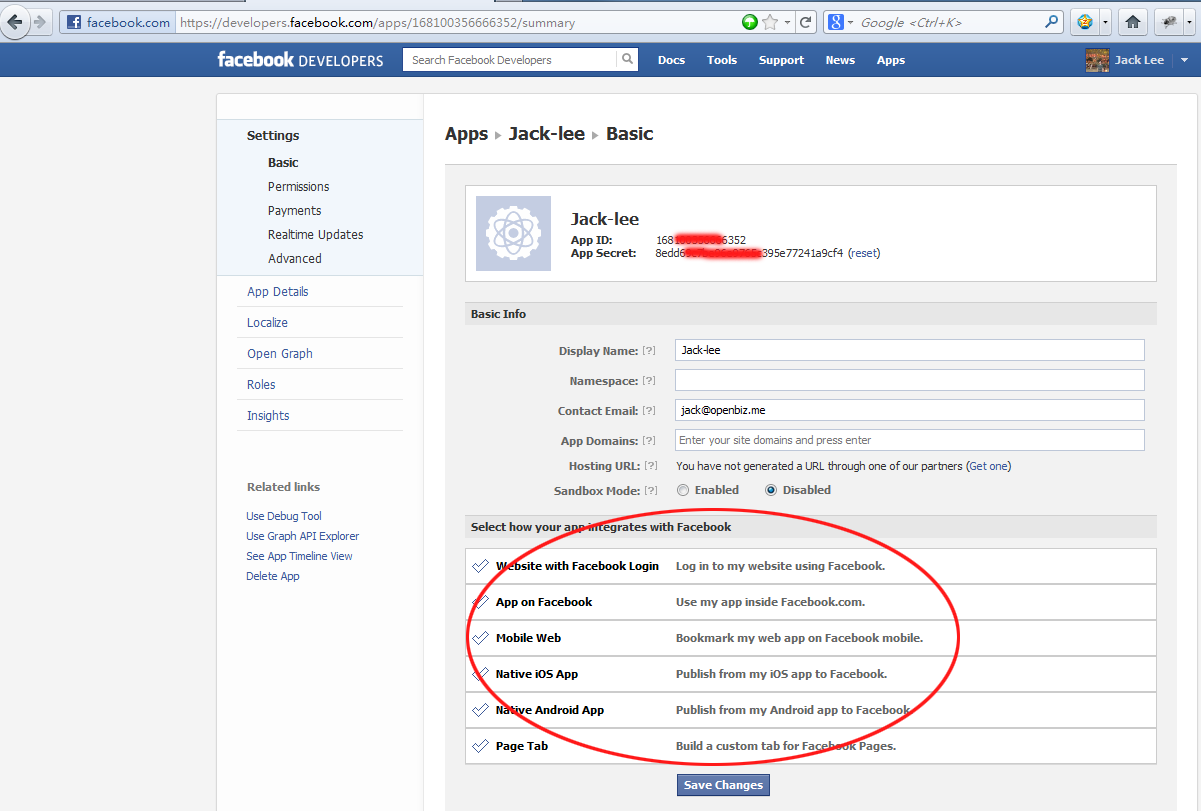 facebook.com
https://developers.facebook.com/apps/168100356666352/summary
Google <Ctrl+K>
facebook DEVELOPERS
Search Facebook Developers
Docs Tools Support News Apps
Jack Lee
Settings
Basic
Permissions
Payments
Realtime Updates
Advanced
App Details
Localize
Open Graph
Roles
Insights
Related links
Use Debug Tool
Use Graph API Explorer
See App Timeline View
Delete App
Apps ▸ Jack-lee ▸ Basic
Jack-lee
App ID:
App Secret: (reset)
Basic Info
Display Name: [?] Jack-lee
Namespace: [?]
Contact Email: [?] jack@openbiz.me
App Domains: [?] Enter your site domains and press enter
Hosting URL: [?] You have not generated a URL through one of our partners (Get one)
Sandbox Mode: [?] Enabled Disabled
Select how your app integrates with Facebook
Website with Facebook Login Log in to my website using Facebook.
App on Facebook Use my app inside Facebook.com.
Mobile Web Bookmark my web app on Facebook mobile.
Native iOS App Publish from my iOS app to Facebook.
Native Android App Publish from my Android app to Facebook.
Page Tab Build a custom tab for Facebook Pages.
Save Changes